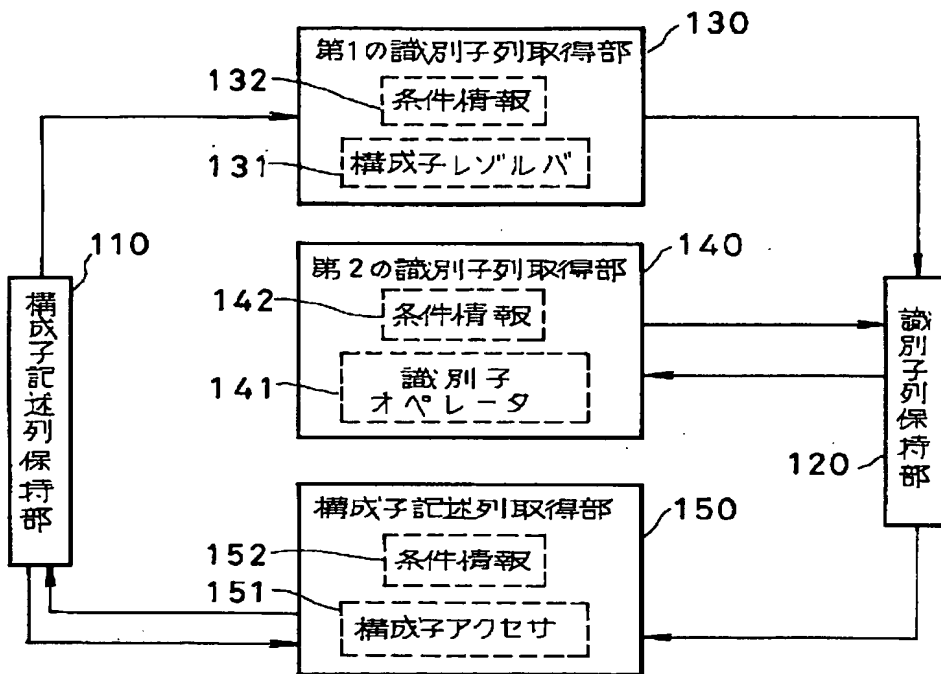 130
第1の識別子列取得部
132
条件情報
131
構成子レゾルバ
110
構成子記述列保持部
140
第2の識別子列取得部
142
条件情報
141
識別子
オペレータ
識別子列保持部
120
150
構成子記述列取得部
152
条件情報
151
構成子アクセサ